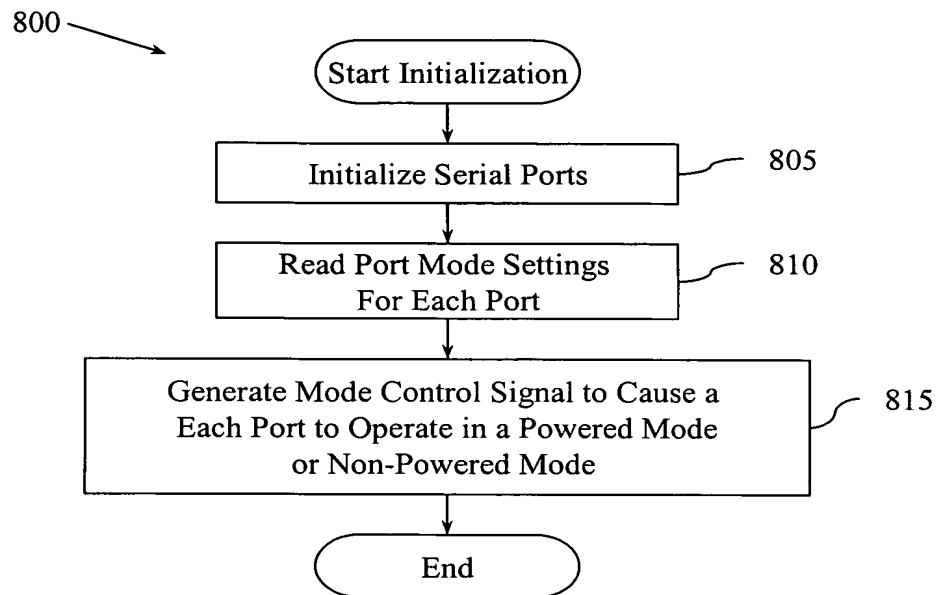 800
Start Initialization
Initialize Serial Ports
805
Read Port Mode Settings
For Each Port
810
Generate Mode Control Signal to Cause a
Each Port to Operate in a Powered Mode
or Non-Powered Mode
815
End